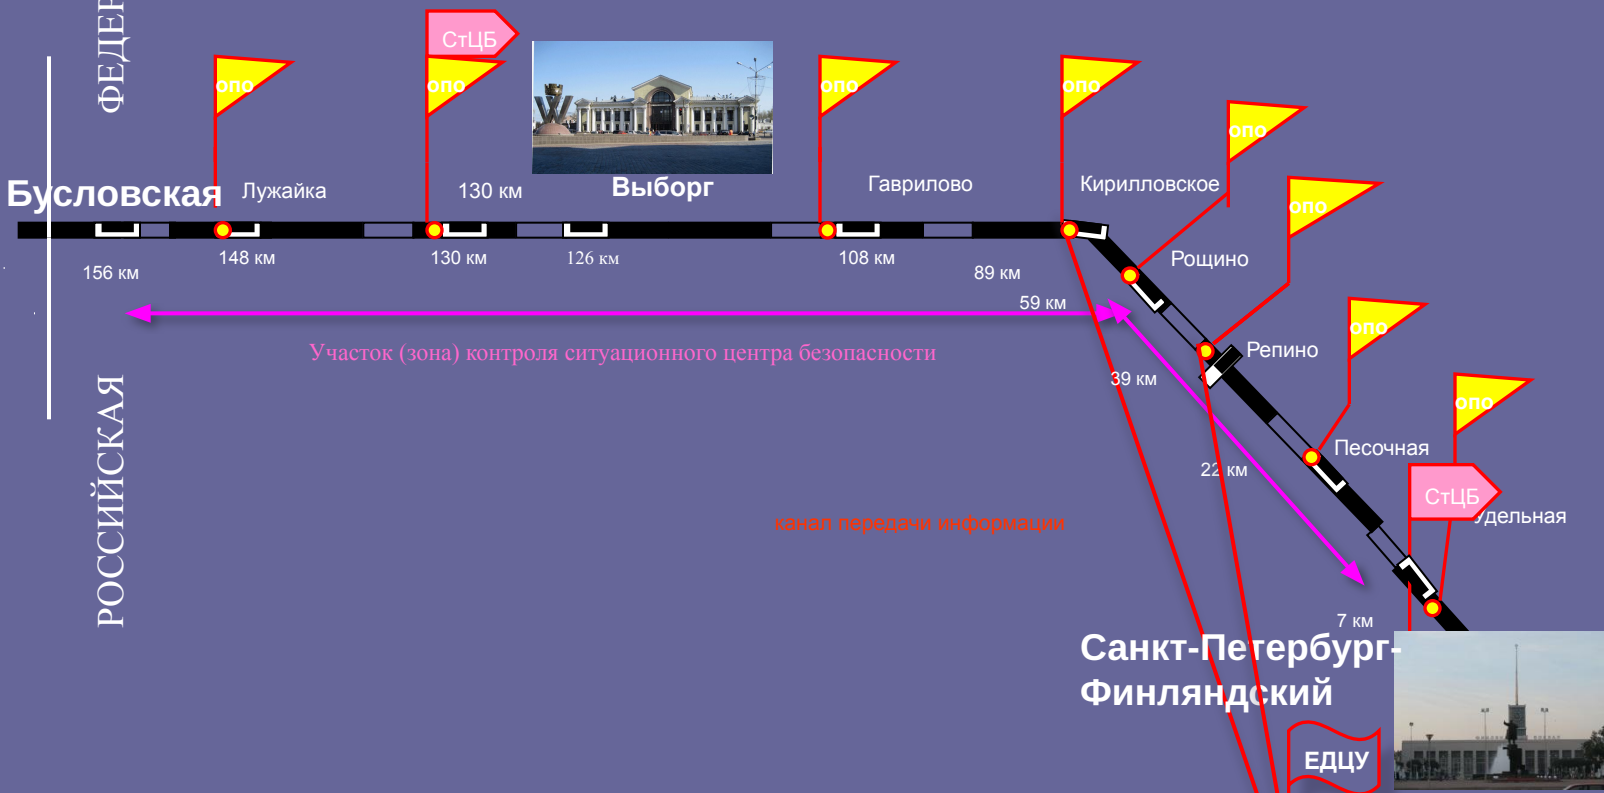 ФЕДЕР
РОССИЙСКАЯ
СтЦБ
опо
опо
опо
опо
опо
опо
опо
опо
Бусловская
Лужайка
130 км
Выборг
Гаврилово
Кирилловское
Рощино
Репино
Песочная
СтЦБ
Удельная
156 км
148 км
130 км
126 км
108 км
89 км
59 км
39 км
22 км
7 км
Участок (зона) контроля ситуационного центра безопасности
канал передачи информации
Санкт-Петербург-
Финляндский
ЕДЦУ